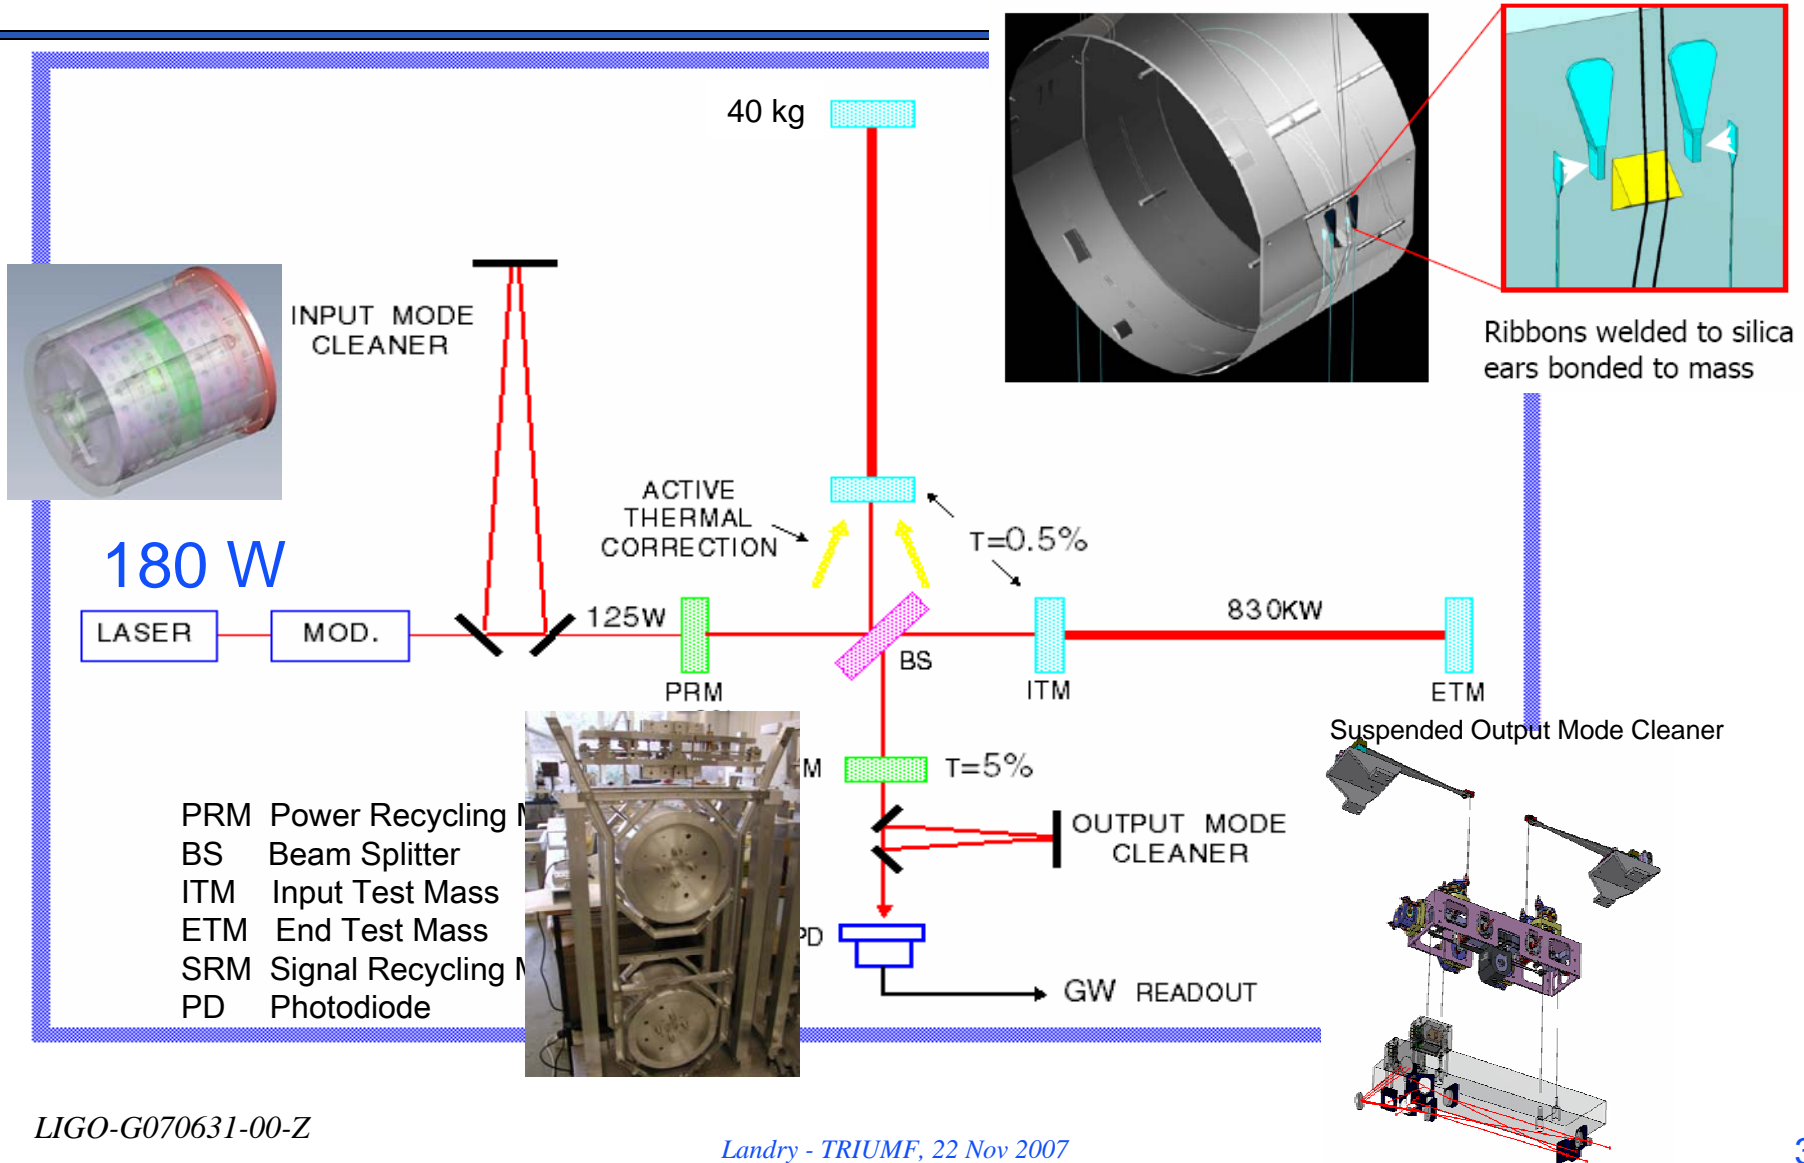 40 kg
Ribbons welded to silica
ears bonded to mass
INPUT MODE
CLEANER
ACTIVE
THERMAL
CORRECTION
T=0.5%
180 W
LASER
MOD.
125W
830KW
BS
PRM
ITM
ETM
Suspended Output Mode Cleaner
M
T=5%
PRM Power Recycling M
BS Beam Splitter
ITM Input Test Mass
ETM End Test Mass
SRM Signal Recycling M
PD Photodiode
OUTPUT MODE
CLEANER
PD
GW READOUT
LIGO-G070631-00-Z
Landry - TRIUMF, 22 Nov 2007
3